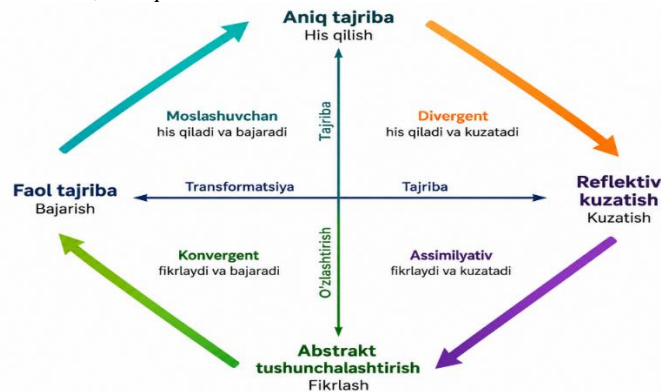 Aniq tajriba
His qilish
Tajriba
Moslashuvchan
his qiladi va bajaradi
Divergent
his qiladi va kuzatadi
Faol tajriba
Bajarish
Transformatsiya
Tajriba
Reflektiv
kuzatish
Kuzatish
Konvergent
fikrlaydi va bajaradi
O'zlashtirish
Assimilyativ
fikrlaydi va kuzatadi
Abstrakt
tushunchalashtirish
Fikrlash